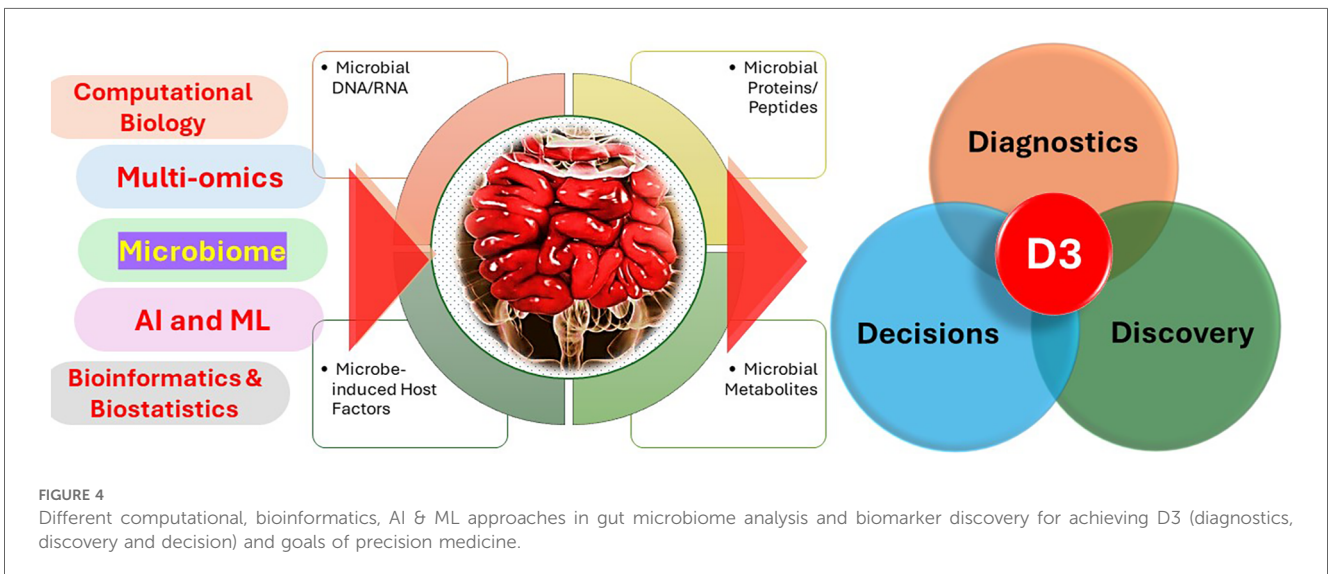 Computational
Biology
Multi-omics
Microbiome
AI and ML
Bioinformatics &
Biostatistics
• Microbial
DNA/RNA
• Microbe-
induced Host
Factors
• Microbial
Proteins/
Peptides
• Microbial
Metabolites
Diagnostics
D3
Decisions
Discovery
FIGURE 4
Different computational, bioinformatics, AI & ML approaches in gut microbiome analysis and biomarker discovery for achieving D3 (diagnostics,
discovery and decision) and goals of precision medicine.